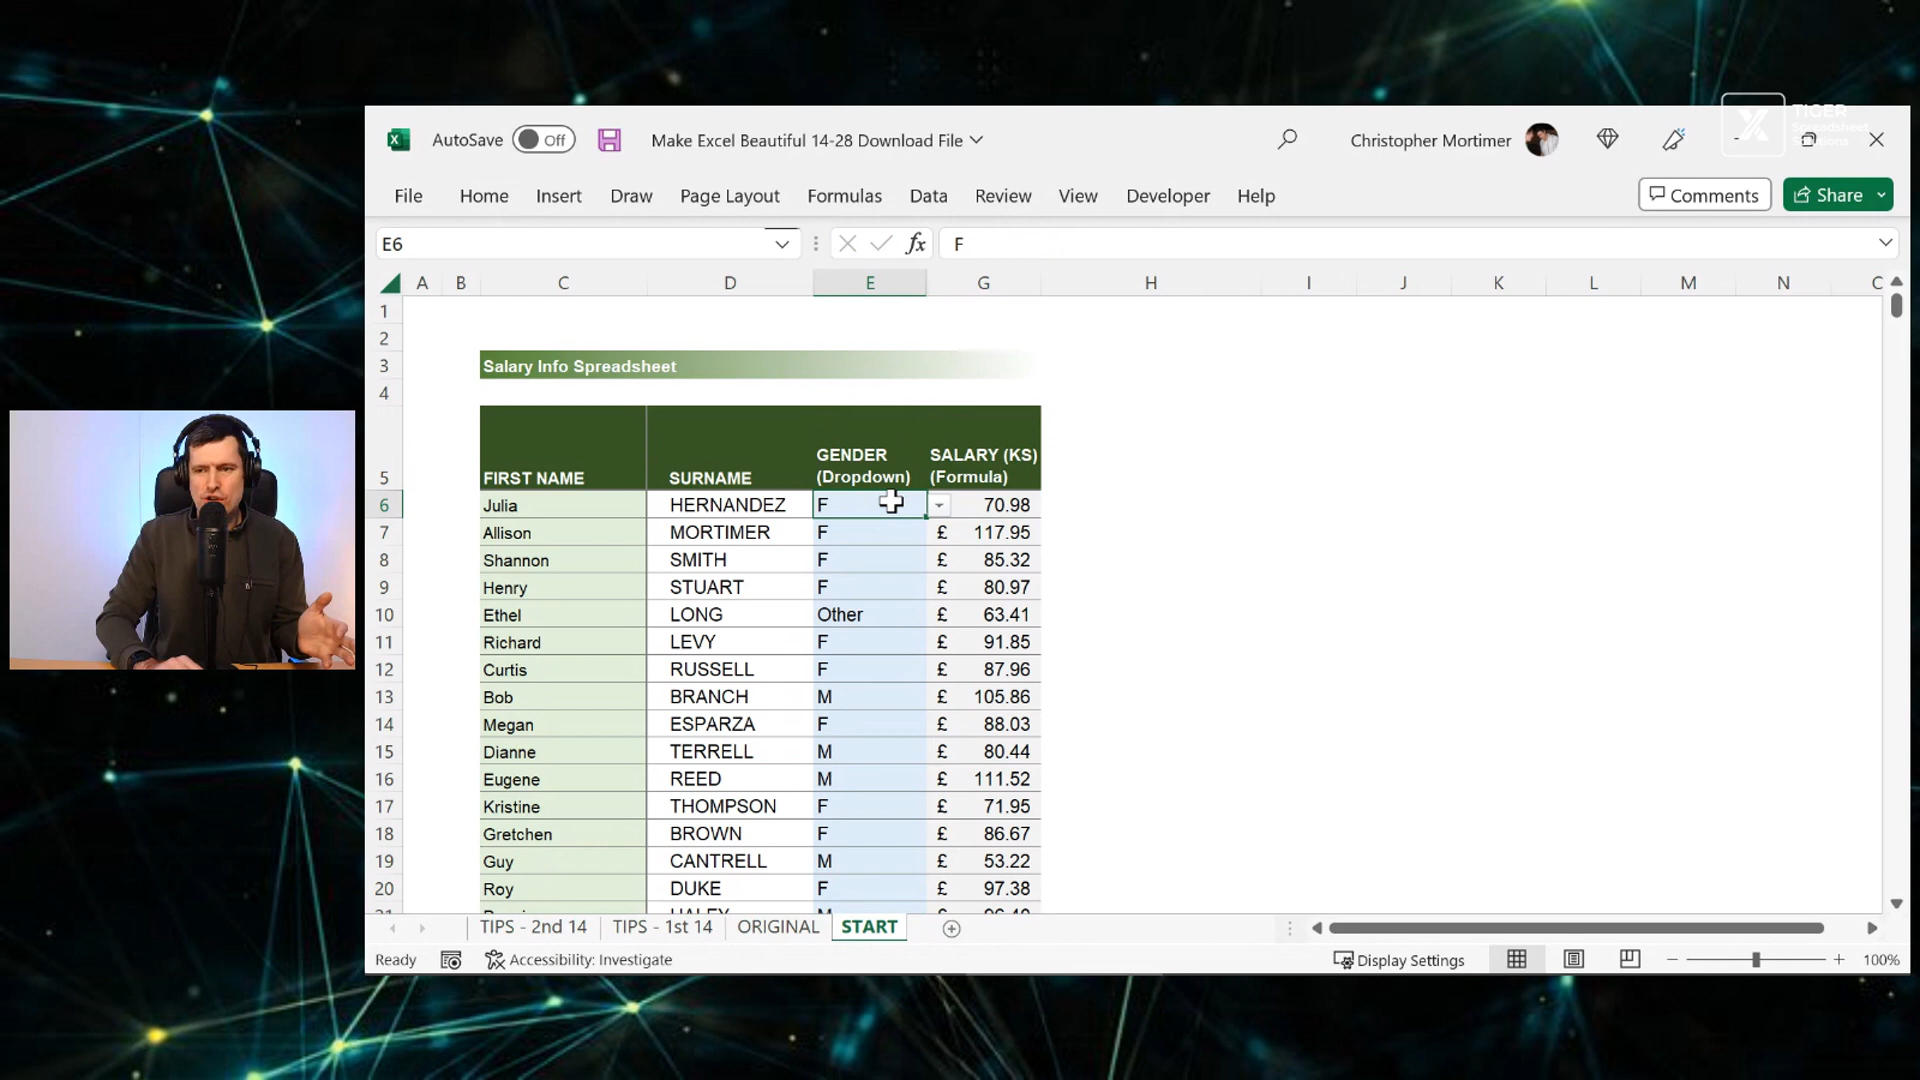 TIGER
Spreadsheet
Solutions
AutoSave Off Make Excel Beautiful 14-28 Download File Christopher Mortimer
File Home Insert Draw Page Layout Formulas Data Review View Developer Help Comments Share
E6 fx F
A B C D E G H I J K L M N
1
2
3 Salary Info Spreadsheet
4
GENDER SALARY (KS)
5 FIRST NAME SURNAME (Dropdown) (Formula)
6 Julia HERNANDEZ F 70.98
7 Allison MORTIMER F £ 117.95
8 Shannon SMITH F £ 85.32
9 Henry STUART F £ 80.97
10 Ethel LONG Other £ 63.41
11 Richard LEVY F £ 91.85
12 Curtis RUSSELL F £ 87.96
13 Bob BRANCH M £ 105.86
14 Megan ESPARZA F £ 88.03
15 Dianne TERRELL M £ 80.44
16 Eugene REED M £ 111.52
17 Kristine THOMPSON F £ 71.95
18 Gretchen BROWN F £ 86.67
19 Guy CANTRELL M £ 53.22
20 Roy DUKE F £ 97.38
TIPS - 2nd 14 TIPS - 1st 14 ORIGINAL START
Ready Accessibility: Investigate Display Settings 100%